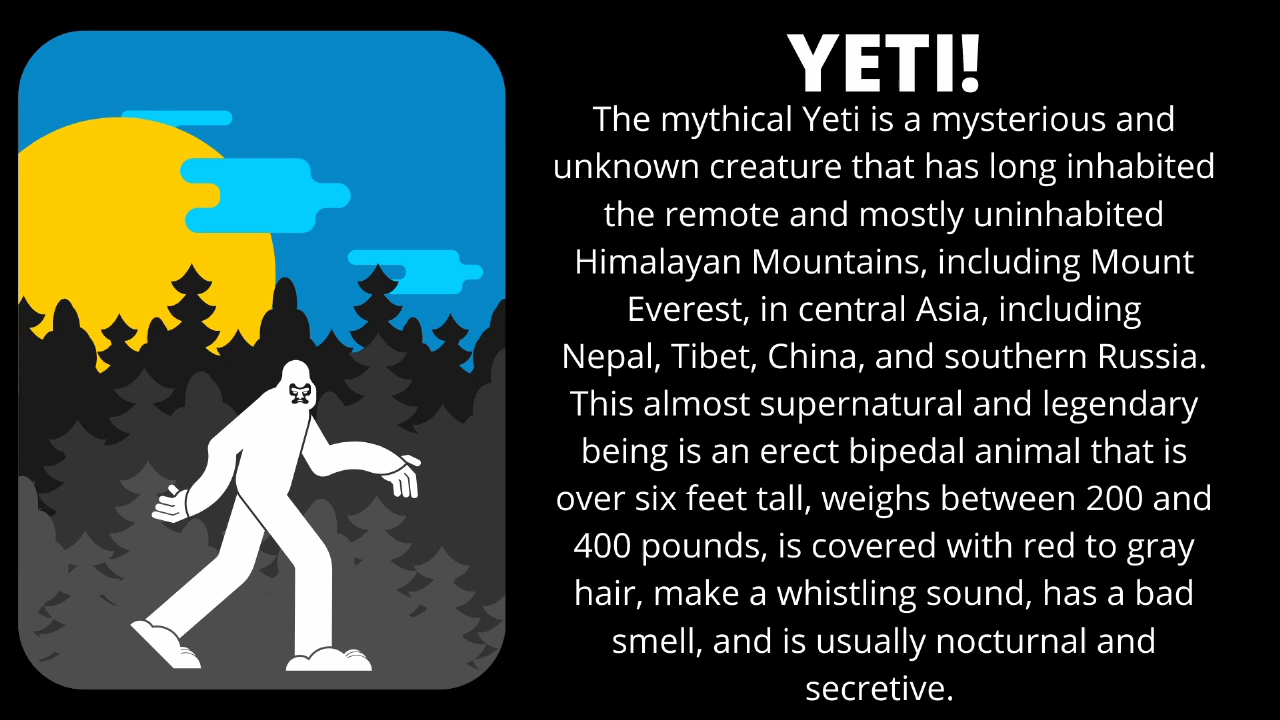 YETI!
The mythical Yeti is a mysterious and
unknown creature that has long inhabited
the remote and mostly uninhabited
Himalayan Mountains, including Mount
Everest, in central Asia, including
Nepal, Tibet, China, and southern Russia.
This almost supernatural and legendary
being is an erect bipedal animal that is
over six feet tall, weighs between 200 and
400 pounds, is covered with red to gray
hair, make a whistling sound, has a bad
smell, and is usually nocturnal and
secretive.